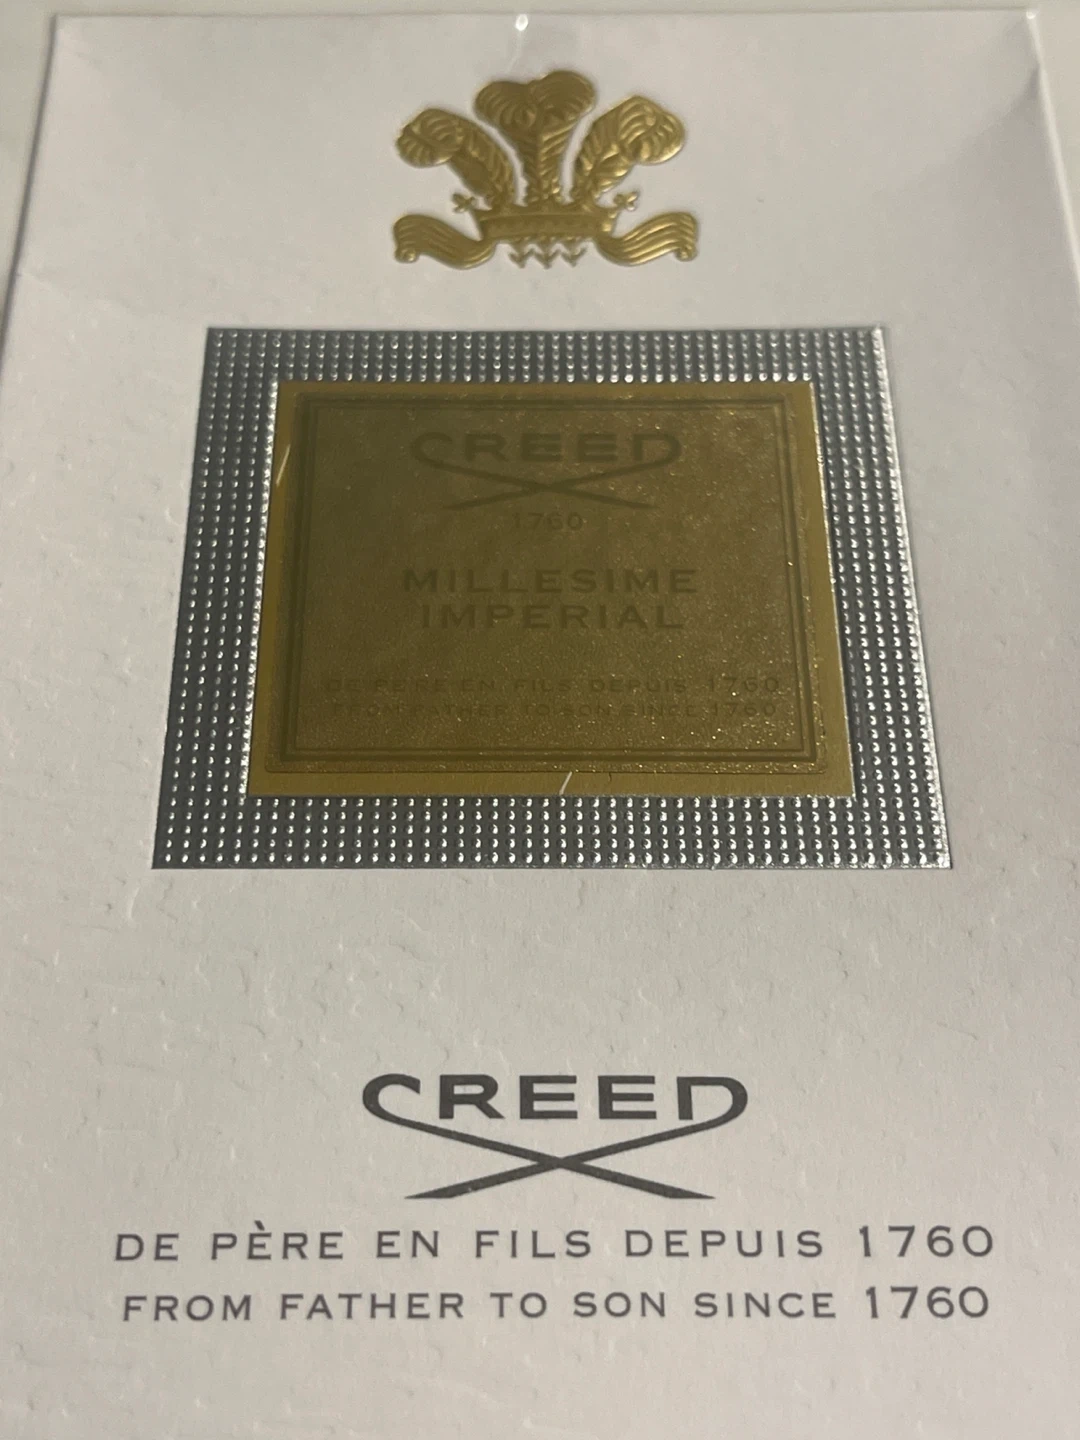 CREED
1760
MILLESIME
IMPERIAL
DE PERE EN FILS DEPUIS 1760
FROM FATHER TO SON SINCE 1760
CREED
DE PÈRE EN FILS DEPUIS 1760
FROM FATHER TO SON SINCE 1760